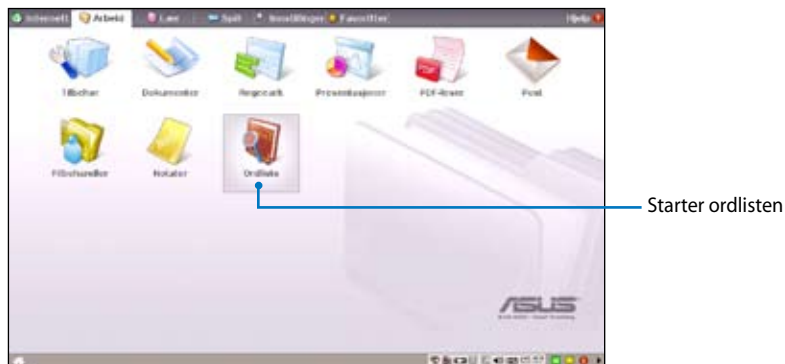 Internett Arbeid Lær Spill Innstillinger Favoritter Hjelp
Tilbehør Dokumenter Regneark Presentasjoner PDF-leser Post
Filbehandler Notater Ordliste
Starter ordlisten
ASUS